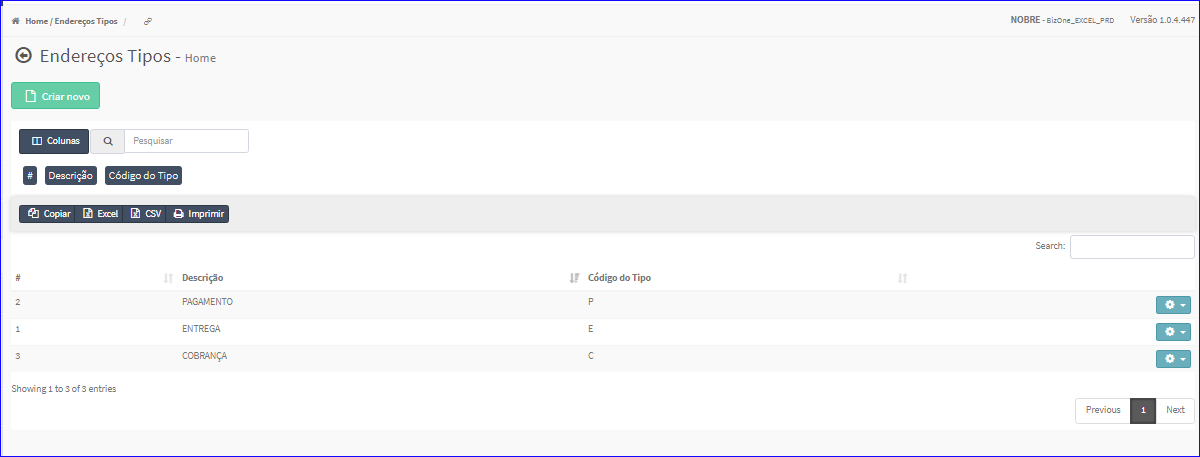 Home / Endereços Tipos /
NOBRE - BizOne_EXCEL_PRD Versão 1.0.4.447
Endereços Tipos - Home
Criar novo
Colunas Pesquisar
# Descrição Código do Tipo
Copiar Excel CSV Imprimir
Search:
# Descrição Código do Tipo
2 PAGAMENTO P
1 ENTREGA E
3 COBRANÇA C
Showing 1 to 3 of 3 entries
Previous 1 Next